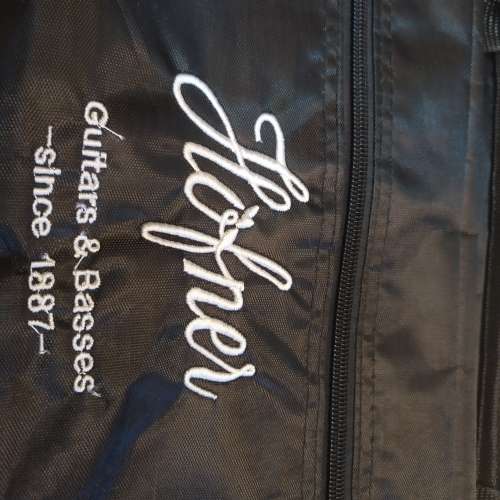 Höfner
Guitars & Basses
-since 1887-